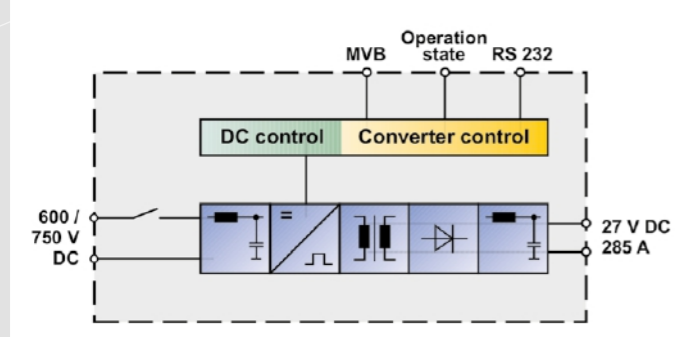 Operation
MVB state RS 232
DC control Converter control
600 /
750 V
DC
=
27 V DC
285 A